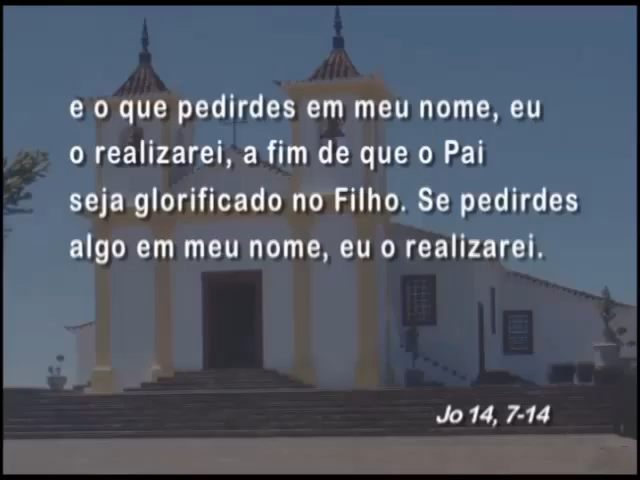 e o que pedirdes em meu nome, eu
o realizarei, a fim de que o Pai
seja glorificado no Filho. Se pedirdes
algo em meu nome, eu o realizarei.
Jo 14, 7-14